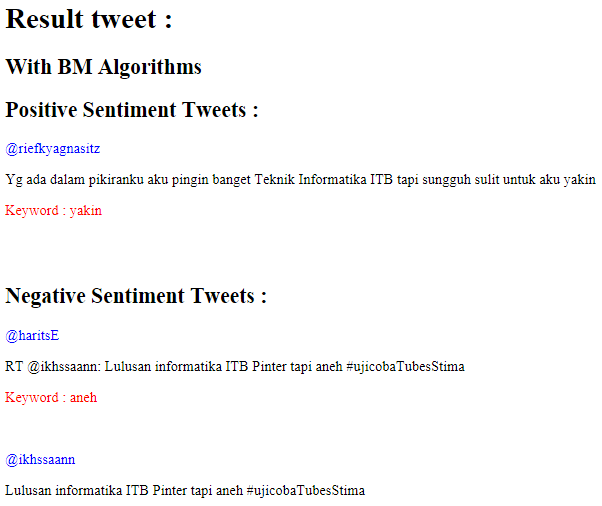 Result tweet :
With BM Algorithms
Positive Sentiment Tweets :
@riefkyagnasitz
Yg ada dalam pikiranku aku pingin banget Teknik Informatika ITB tapi sungguh sulit untuk aku yakin
Keyword : yakin
Negative Sentiment Tweets :
@haritsE
RT @ikhssaann: Lulusan informatika ITB Pinter tapi aneh #ujicobaTubesStima
Keyword : aneh
@ikhssaann
Lulusan informatika ITB Pinter tapi aneh #ujicobaTubesStima